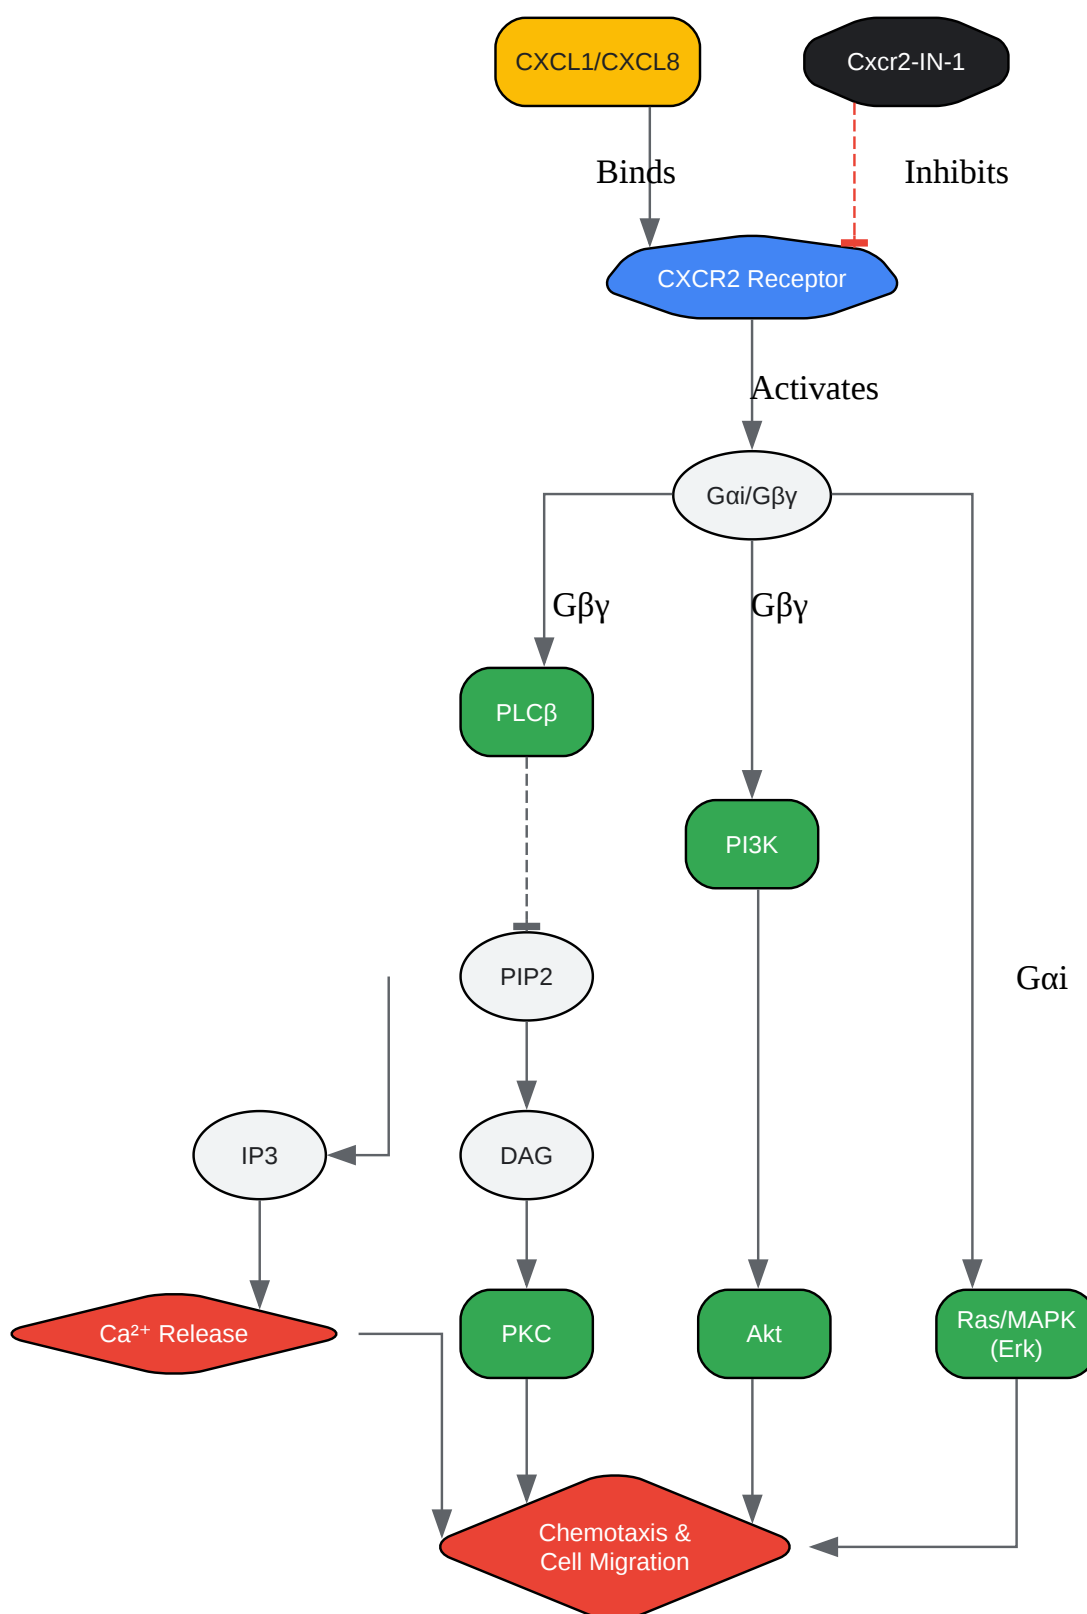 CXCL1/CXCL8
Cxcr2-IN-1
Binds
Inhibits
CXCR2 Receptor
Activates
Gαi/Gβγ
Gβγ
Gβγ
PLCβ
PI3K
PIP2
Gαi
IP3
DAG
Ca²⁺ Release
PKC
Akt
Ras/MAPK
(Erk)
Chemotaxis &
Cell Migration